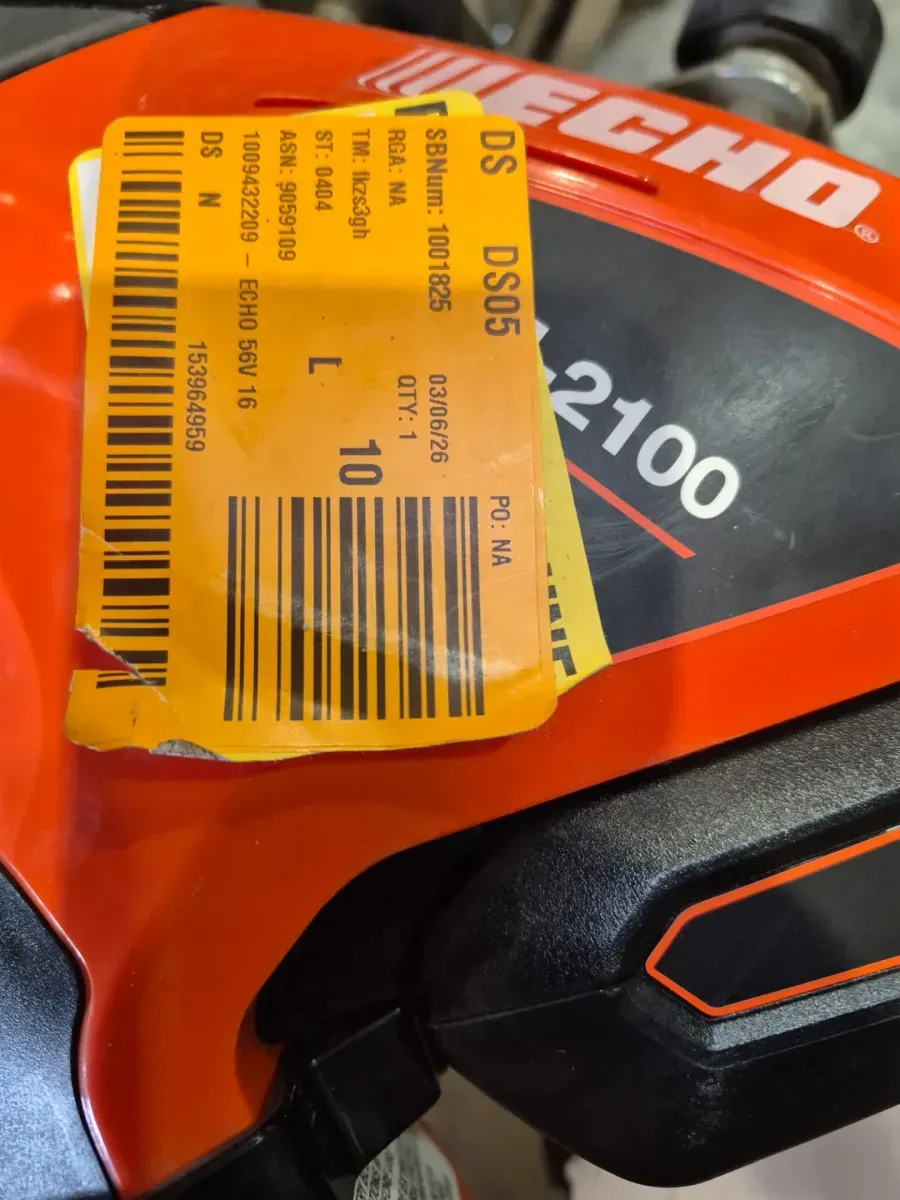 ECHO®
-2100
DS DS05 PO: NA
SBNum: 1001825 03/06/26
RGA: NA QTY: 1
TM: fkzs3gh
ST: 0404 L 10
ASN: 9059109
1009432209 – ECHO 56V 16
DS N 153964959